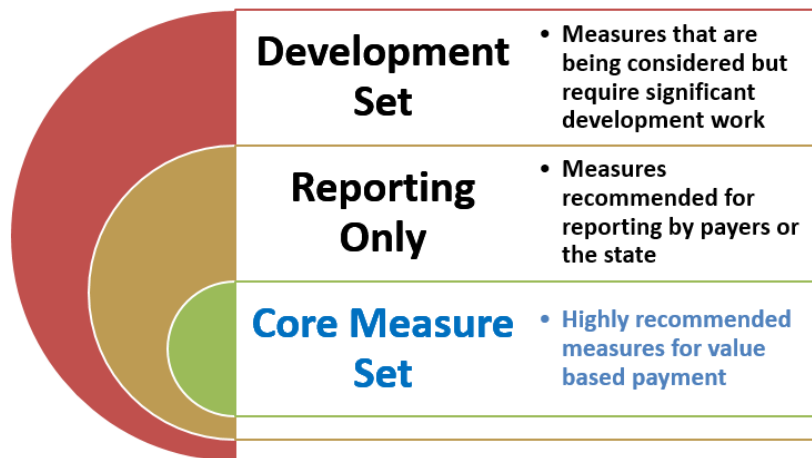 Development
Set
• Measures that are
being considered but
require significant
development work
Reporting
Only
• Measures
recommended for
reporting by payers or
the state
Core Measure
Set
• Highly recommended
measures for value
based payment